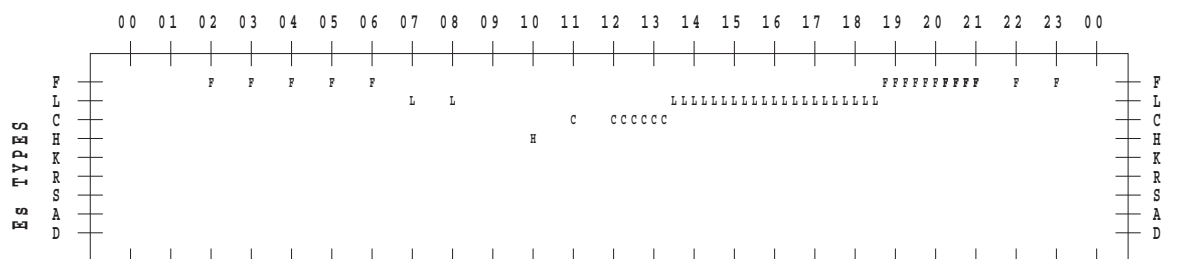 00 01 02 03 04 05 06 07 08 09 10 11 12 13 14 15 16 17 18 19 20 21 22 23 00
F F F F F F FFFFFFFFFF F F F
L L L LLLLLLLLLLLLLLLLLLLLL L
C C CCCCCC C
H H H
K K
R R
S S
A A
D D
Es TYPES